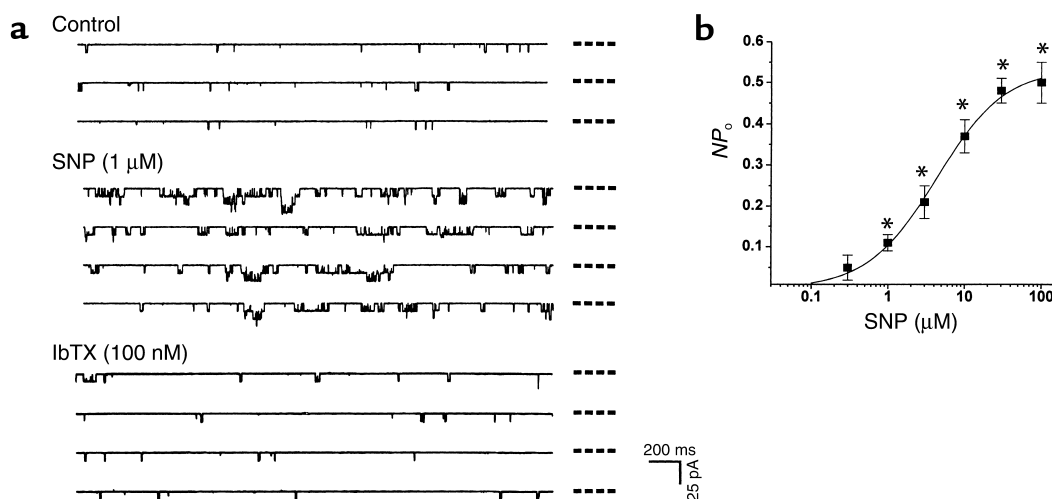 a
Control
SNP (1 μM)
IbTX (100 nM)
200 ms
25 pA
b
NPo
0.6
0.5
0.4
0.3
0.2
0.1
* * * * * *
0.1 1 10 100
SNP (μM)